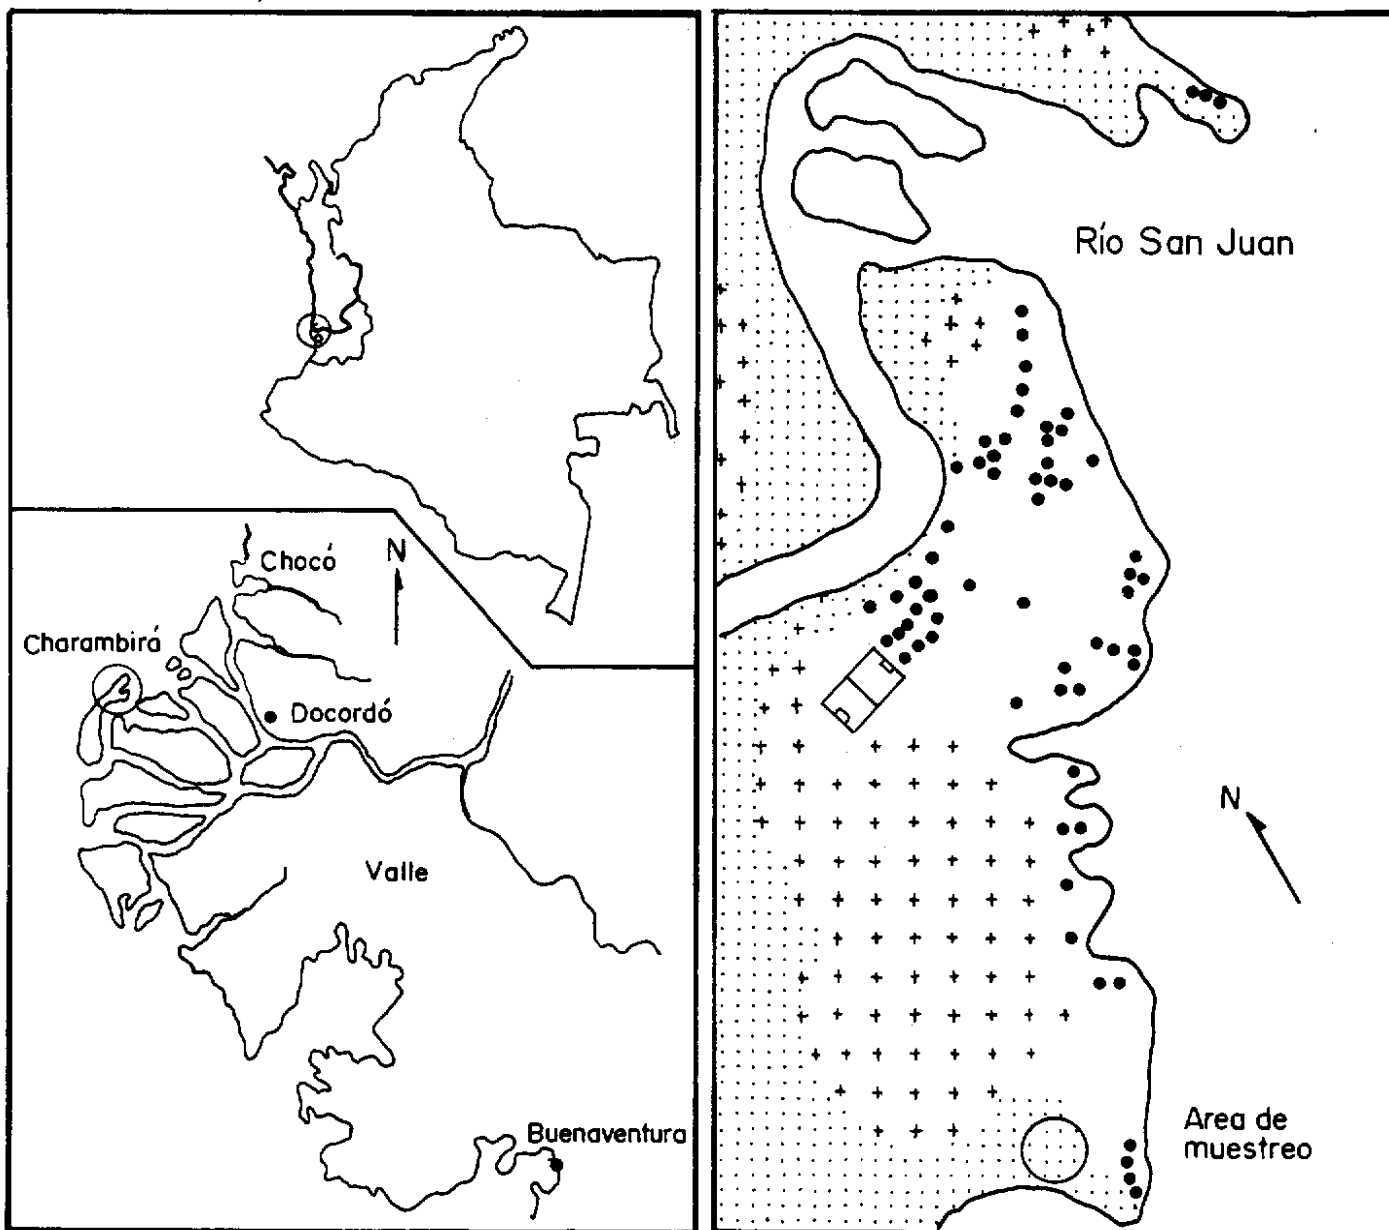 Chocó
N
Charambirá
Docordó
Valle
Buenaventura
Río San Juan
N
Area de
muestreo